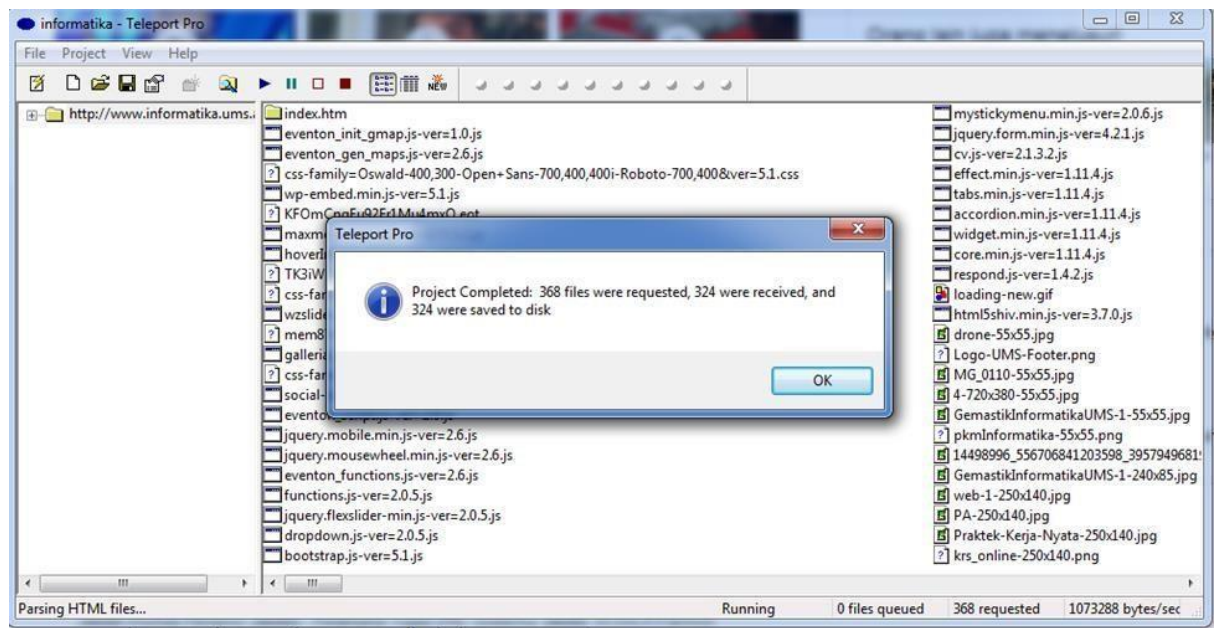 informatika - Teleport Pro
File Project View Help
NEW
http://www.informatika.ums.
index.htm
eventon_init_gmap.js-ver=1.0.js
eventon_gen_maps.js-ver=2.6.js
css-family=Oswald-400,300-Open+Sans-700,400,400i-Roboto-700,400&ver=5.1.css
wp-embed.min.js-ver=5.1.js
maxm
hoverI
TK3iW
css-far
wzslide
mem8
galleria
css-far
social-
jquery.mobile.min.js-ver=2.6.js
jquery.mousewheel.min.js-ver=2.6.js
eventon_functions.js-ver=2.6.js
functions.js-ver=2.0.5.js
jquery.flexslider-min.js-ver=2.0.5.js
dropdown.js-ver=2.0.5.js
bootstrap.js-ver=5.1.js
mystickymenu.min.js-ver=2.0.6.js
jquery.form.min.js-ver=4.2.1.js
cv.js-ver=2.1.3.2.js
effect.min.js-ver=1.11.4.js
tabs.min.js-ver=1.11.4.js
accordion.min.js-ver=1.11.4.js
widget.min.js-ver=1.11.4.js
core.min.js-ver=1.11.4.js
respond.js-ver=1.4.2.js
loading-new.gif
html5shiv.min.js-ver=3.7.0.js
drone-55x55.jpg
Logo-UMS-Footer.png
MG_0110-55x55.jpg
4-720x380-55x55.jpg
GemastikInformatikaUMS-1-55x55.jpg
pkmInformatika-55x55.png
14498996_556706841203598_395794968
GemastikInformatikaUMS-1-240x85.jpg
web-1-250x140.jpg
PA-250x140.jpg
Praktek-Kerja-Nyata-250x140.jpg
krs_online-250x140.png
Teleport Pro
Project Completed: 368 files were requested, 324 were received, and
324 were saved to disk
OK
Parsing HTML files... Running 0 files queued 368 requested 1073288 bytes/sec